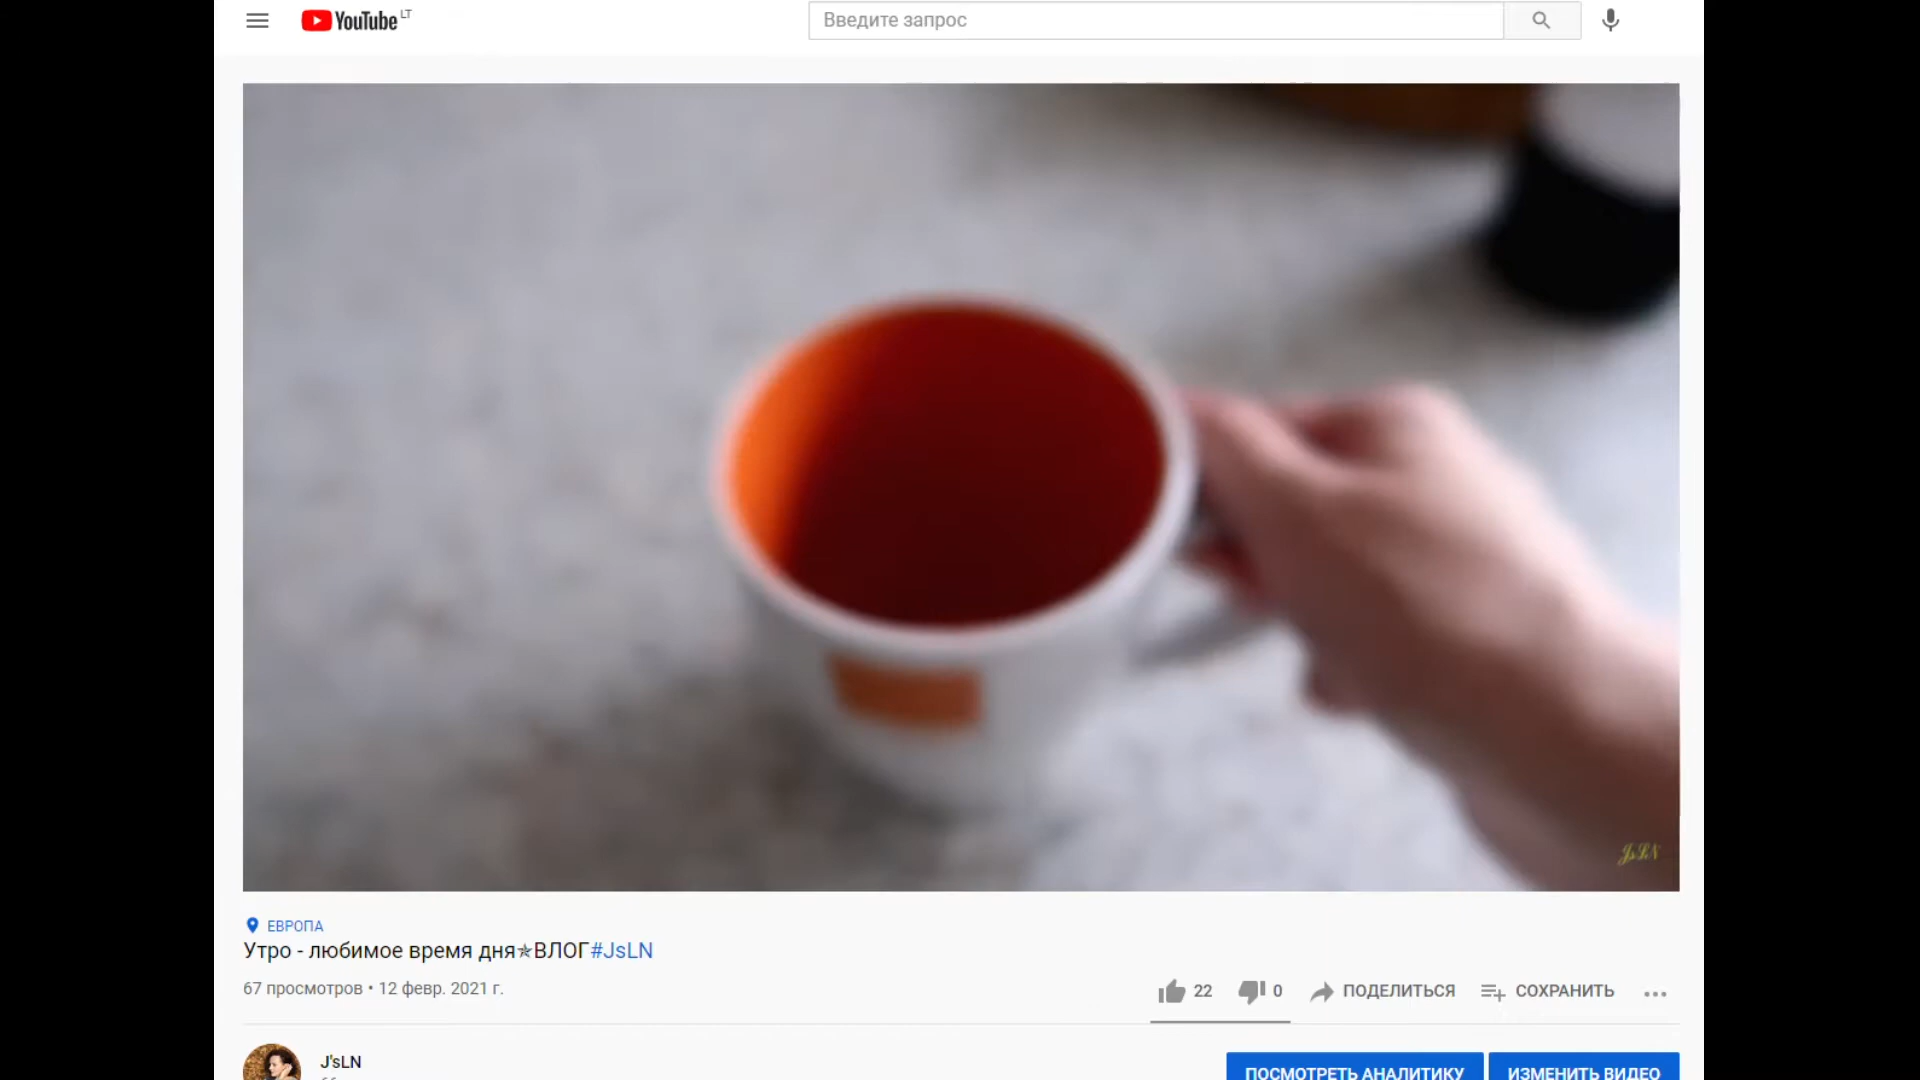 YouTube LT
Введите запрос
JsLN
ЕВРОПА
Утро - любимое время дня✯ВЛОГ#JsLN
67 просмотров • 12 февр. 2021 г.
22
0
ПОДЕЛИТЬСЯ
СОХРАНИТЬ
J'sLN
ПОСМОТРЕТЬ АНАЛИТИКУ
ИЗМЕНИТЬ ВИДЕО